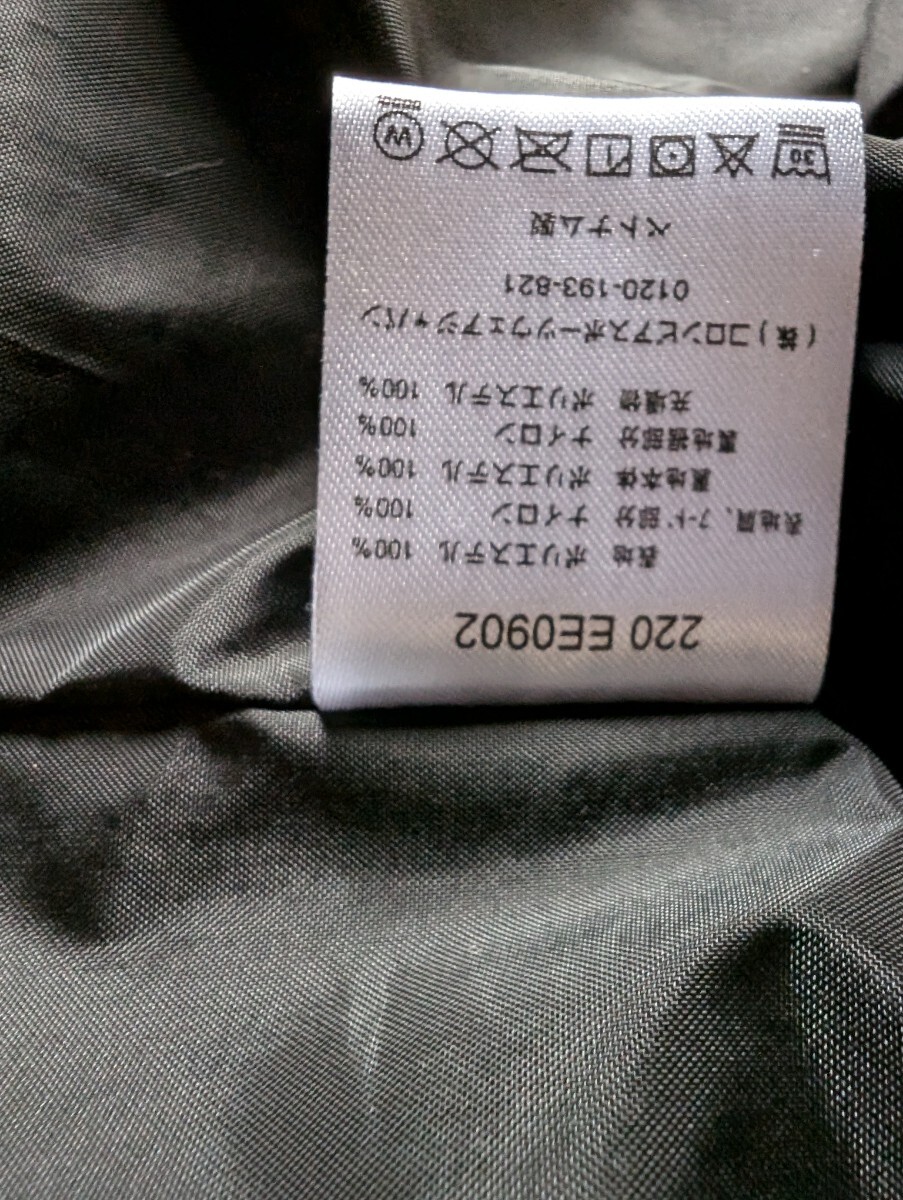 220 EE0902
表地 ポリエステル 100%
表地肩、フード部分 ナイロン 100%
裏地本体 ポリエステル 100%
裏地裾部分 ナイロン 100%
充填物 ポリエステル 100%
(株)コロンビアスポーツウェアジャパン
0120-193-821
ベトナム製
30 W